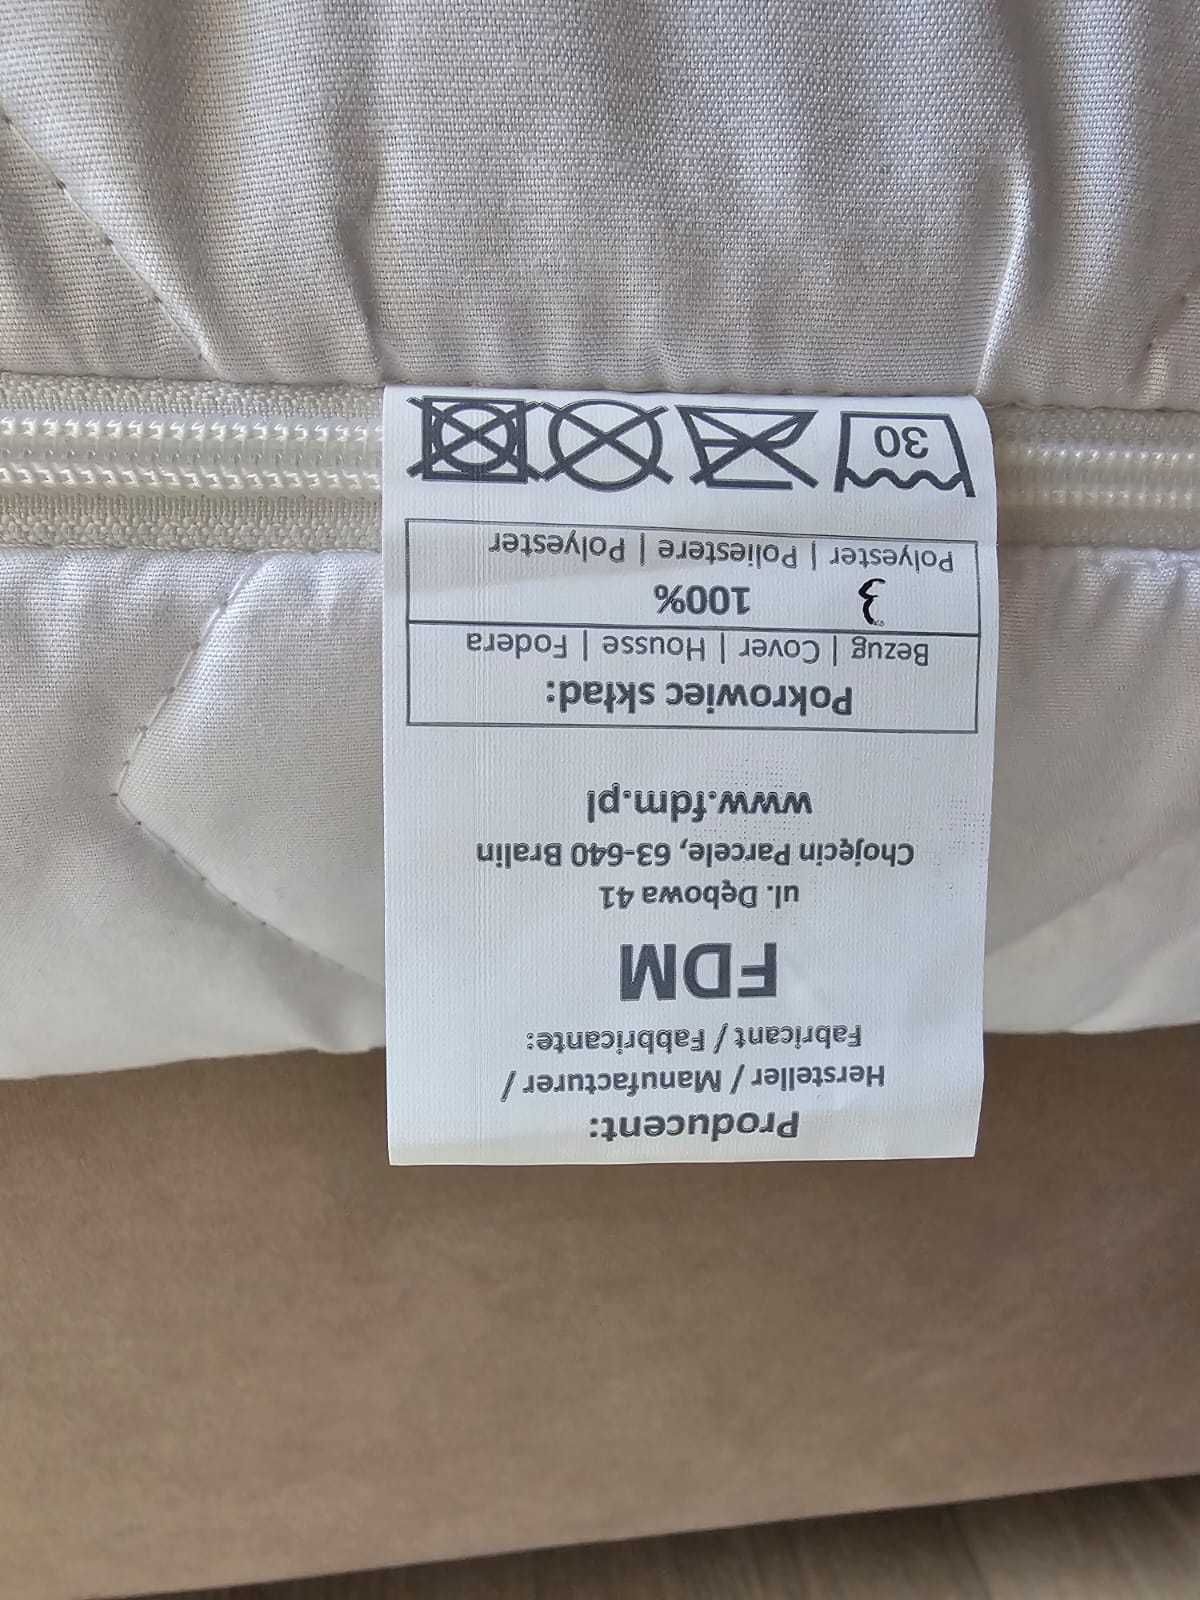 Producent:
Hersteller / Manufacturer /
Fabricant / Fabbricante:
FDM
ul. Dębowa 41
Chojęcin Parcele, 63-640 Bralin
www.fdm.pl
Pokrowiec skład:
Bezug | Cover | Housse | Fodera
3 100%
Polyester | Poliestere | Polyester
30